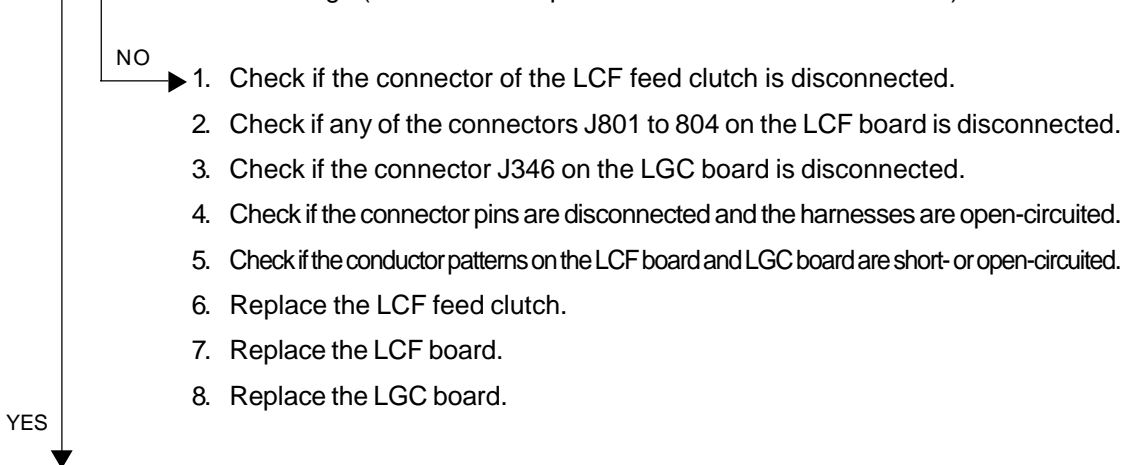 NO
1. Check if the connector of the LCF feed clutch is disconnected.
2. Check if any of the connectors J801 to 804 on the LCF board is disconnected.
3. Check if the connector J346 on the LGC board is disconnected.
4. Check if the connector pins are disconnected and the harnesses are open-circuited.
5. Check if the conductor patterns on the LCF board and LGC board are short- or open-circuited.
6. Replace the LCF feed clutch.
7. Replace the LCF board.
8. Replace the LGC board.
YES